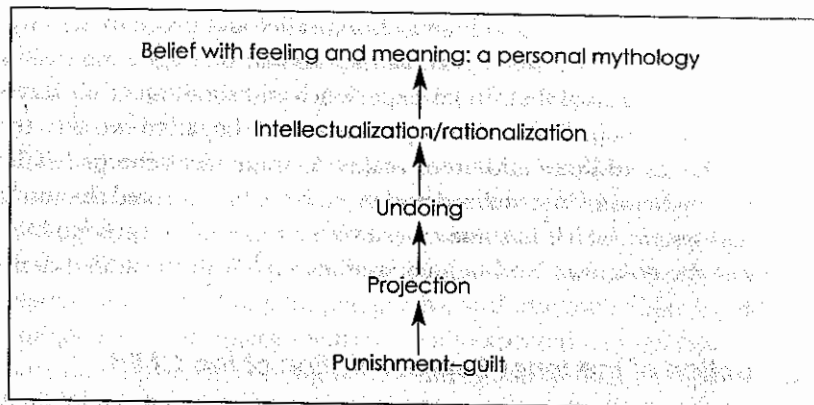 Belief with feeling and meaning: a personal mythology
Intellectualization/rationalization
Undoing
Projection
Punishment–guilt